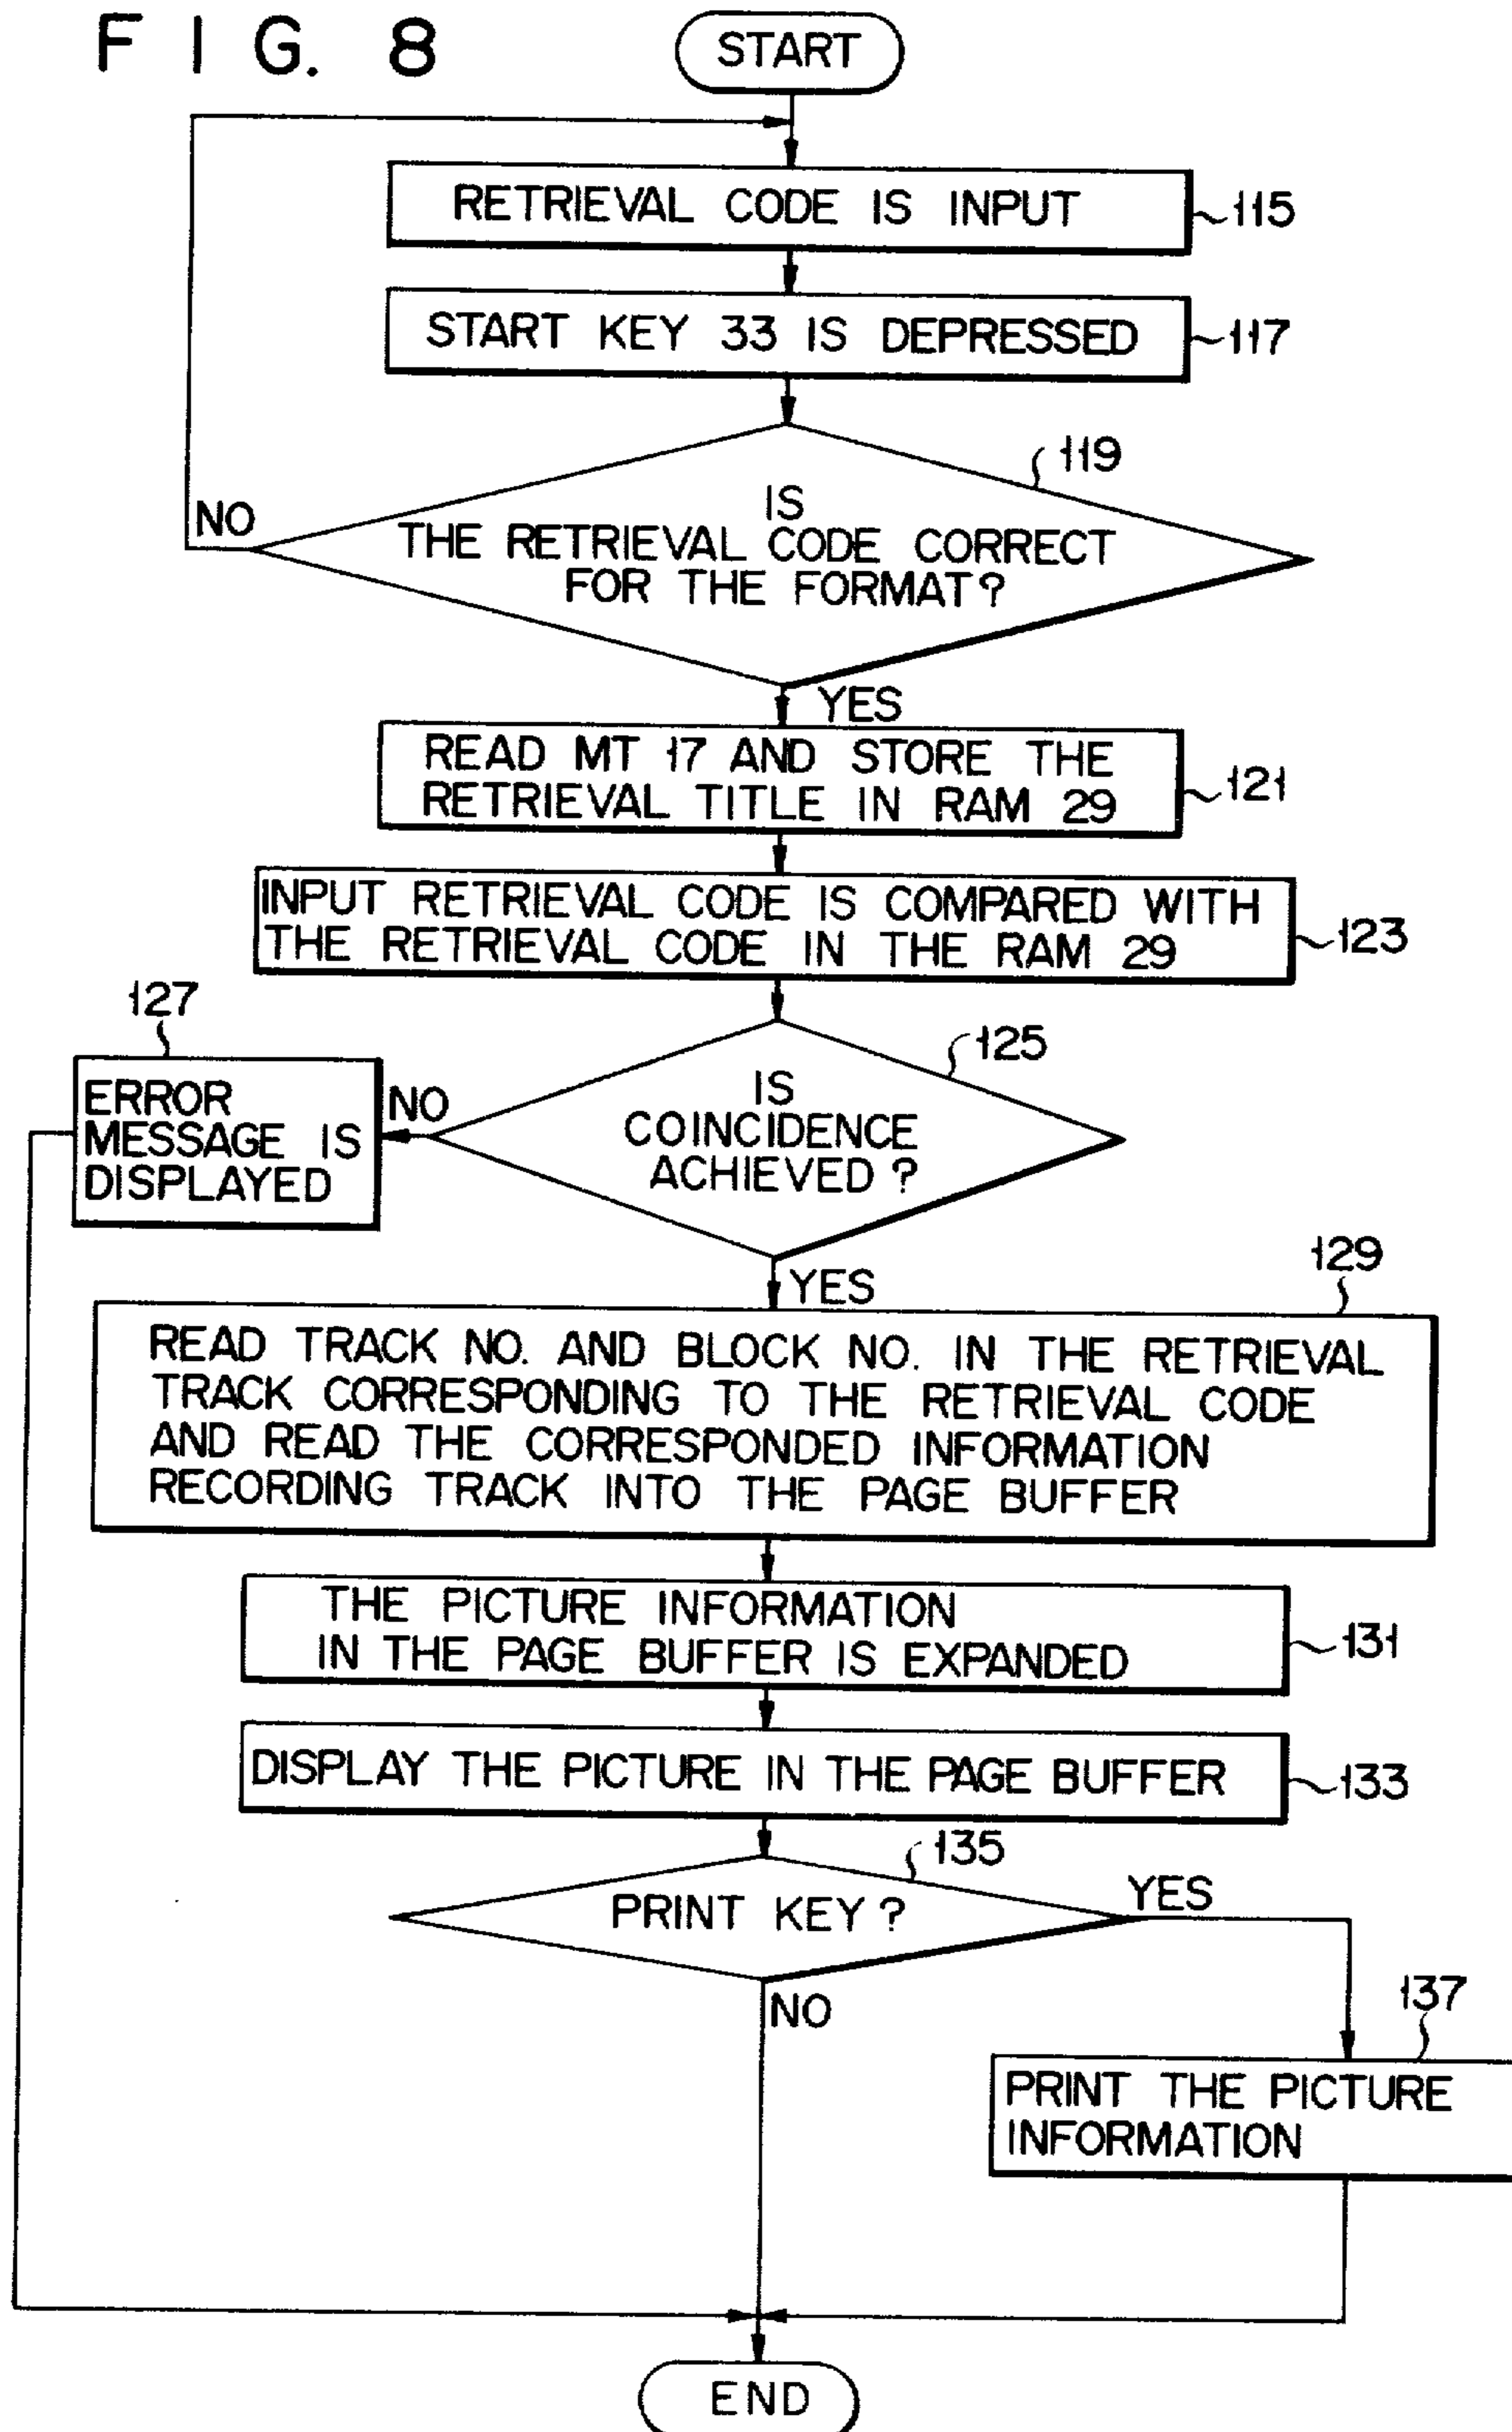 FIG. 8
START
RETRIEVAL CODE IS INPUT
115
START KEY 33 IS DEPRESSED
117
119
IS
THE RETRIEVAL CODE CORRECT
FOR THE FORMAT?
NO
YES
READ MT 17 AND STORE THE
RETRIEVAL TITLE IN RAM 29
121
INPUT RETRIEVAL CODE IS COMPARED WITH
THE RETRIEVAL CODE IN THE RAM 29
123
125
IS
COINCIDENCE
ACHIEVED?
NO
127
ERROR
MESSAGE IS
DISPLAYED
YES
129
READ TRACK NO. AND BLOCK NO. IN THE RETRIEVAL
TRACK CORRESPONDING TO THE RETRIEVAL CODE
AND READ THE CORRESPONDED INFORMATION
RECORDING TRACK INTO THE PAGE BUFFER
THE PICTURE INFORMATION
IN THE PAGE BUFFER IS EXPANDED
131
DISPLAY THE PICTURE IN THE PAGE BUFFER
133
135
PRINT KEY?
YES
NO
137
PRINT THE PICTURE
INFORMATION
END